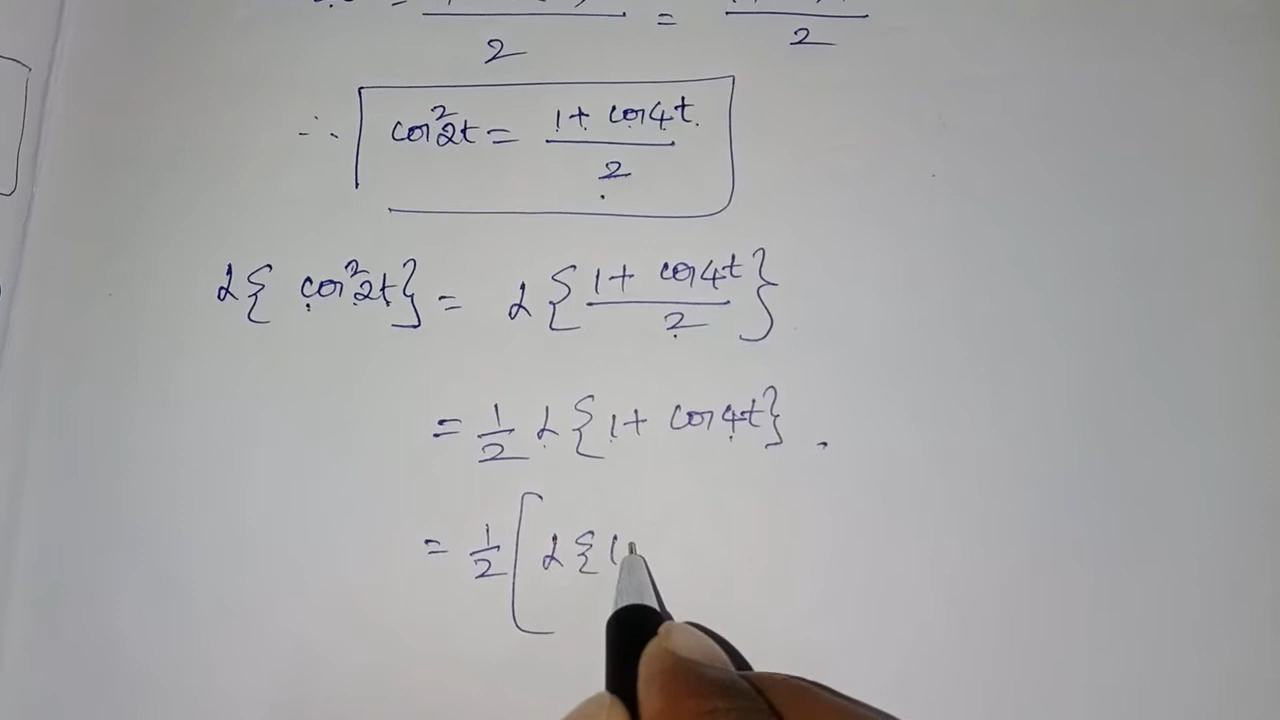 2 = 2
∴ cos²2t = 1 + cos4t / 2
L{ cos²2t } = L{ 1 + cos4t / 2 }
= 1/2 L{ 1 + cos4t }.
= 1/2 [ L{ 1